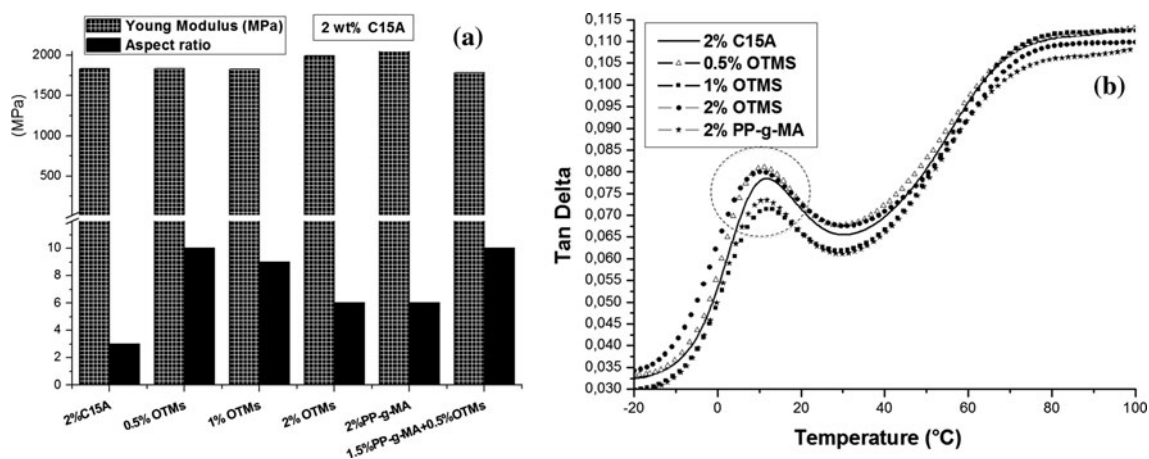 Young Modulus (MPa)
Aspect ratio
2 wt% C15A
(a)
(MPa)
2000
1500
1000
500
10
8
6
4
2
0
2%C15A
0.5% OTMs
1% OTMs
2% OTMs
2%PP-g-MA
1.5%PP-g-MA+0.5%OTMs
(b)
2% C15A
0.5% OTMS
1% OTMS
2% OTMS
2% PP-g-MA
Tan Delta
0,115
0,110
0,105
0,100
0,095
0,090
0,085
0,080
0,075
0,070
0,065
0,060
0,055
0,050
0,045
0,040
0,035
0,030
-20
0
20
40
60
80
100
Temperature (°C)